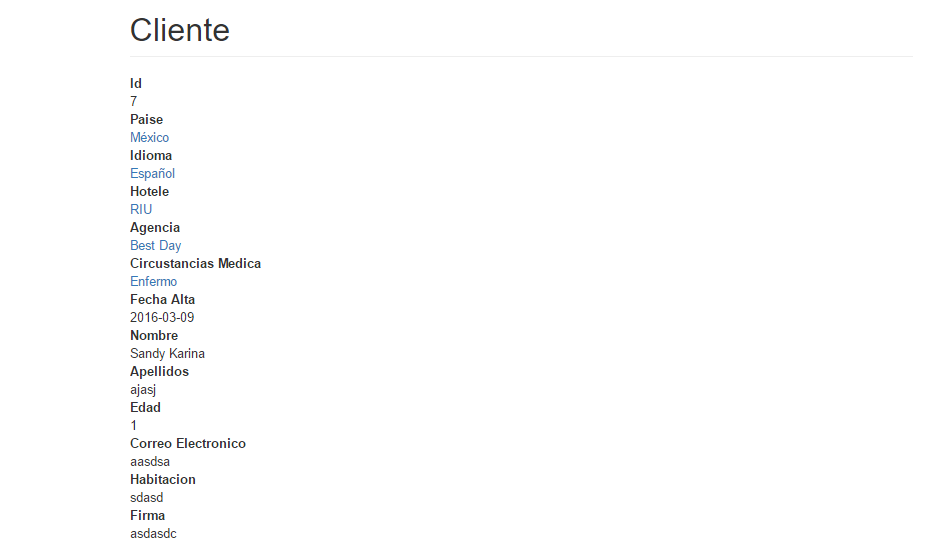 Cliente
Id
7
Paise
México
Idioma
Español
Hotele
RIU
Agencia
Best Day
Circustancias Medica
Enfermo
Fecha Alta
2016-03-09
Nombre
Sandy Karina
Apellidos
ajasj
Edad
1
Correo Electronico
aasdsa
Habitacion
sdasd
Firma
asdasdc